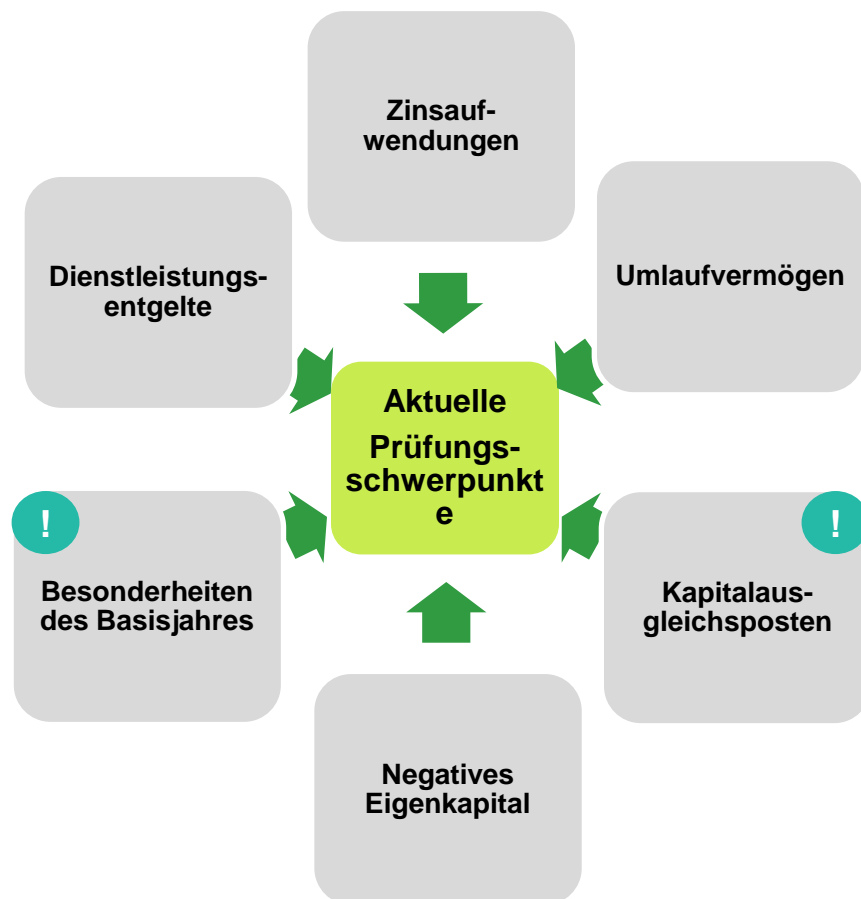 Zinsauf-
wendungen
Dienstleistungs-
entgelte
Umlaufvermögen
Aktuelle
Prüfungs-
schwerpunkt
e
!
Besonderheiten
des Basisjahres
!
Kapitalaus-
gleichsposten
Negatives
Eigenkapital